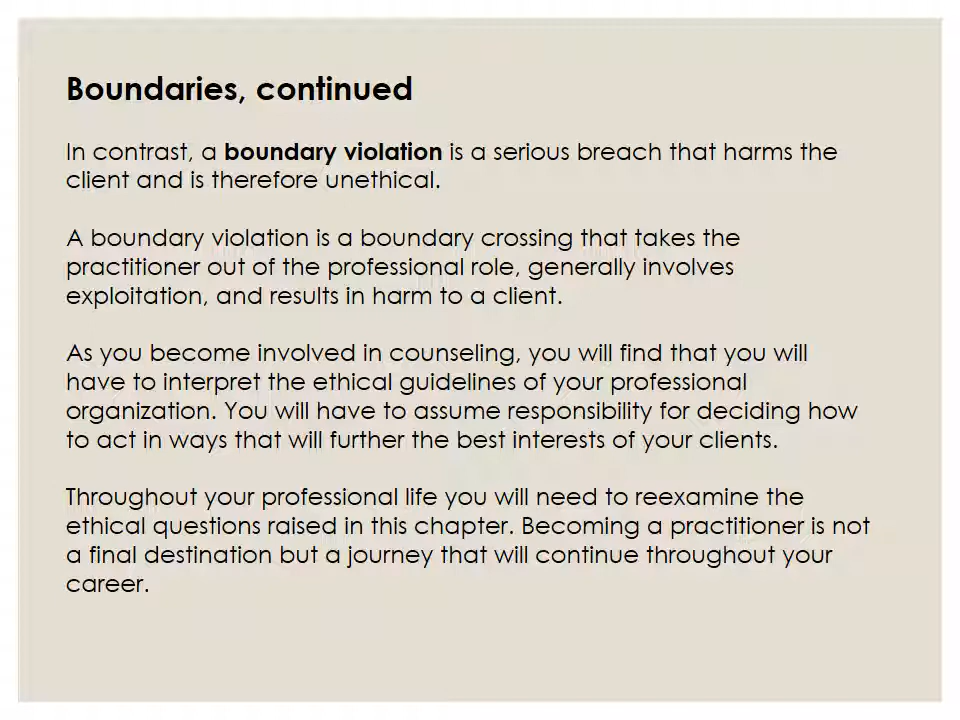 Boundaries, continued
In contrast, a boundary violation is a serious breach that harms the
client and is therefore unethical.
A boundary violation is a boundary crossing that takes the
practitioner out of the professional role, generally involves
exploitation, and results in harm to a client.
As you become involved in counseling, you will find that you will
have to interpret the ethical guidelines of your professional
organization. You will have to assume responsibility for deciding how
to act in ways that will further the best interests of your clients.
Throughout your professional life you will need to reexamine the
ethical questions raised in this chapter. Becoming a practitioner is not
a final destination but a journey that will continue throughout your
career.